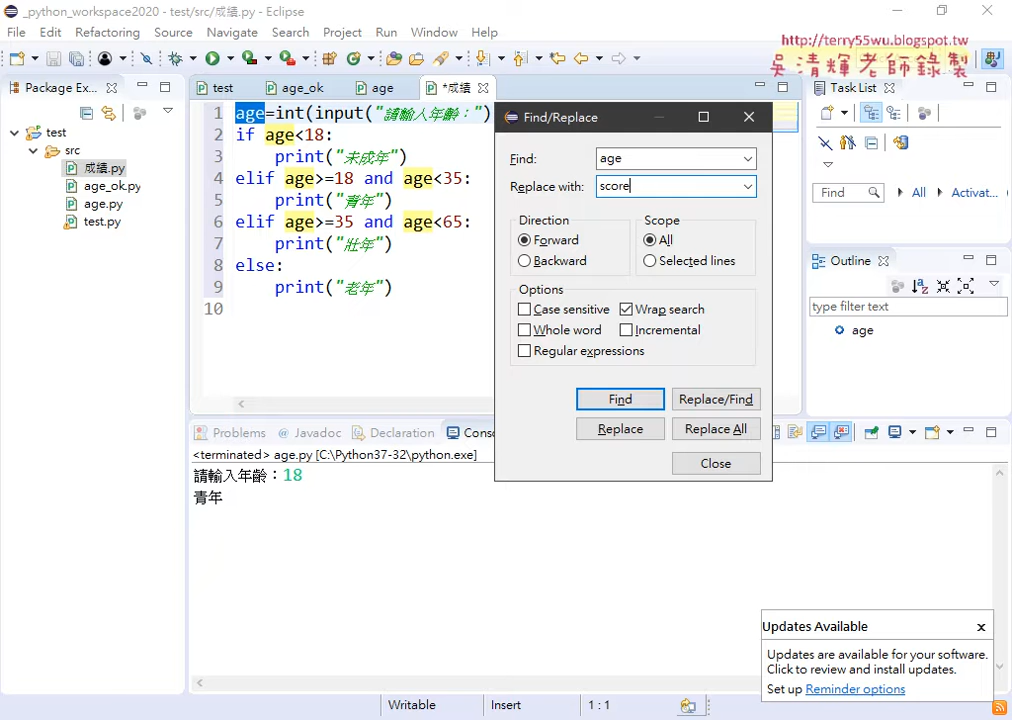 _python_workspace2020 - test/src/成績.py - Eclipse
File Edit Refactoring Source Navigate Search Project Run Window Help
http://terry55wu.blogspot.tw
吳清輝老師錄製
Package Ex...
test
src
成績.py
age_ok.py
age.py
test.py
test age_ok age *成績
1 age=int(input("請輸入年齡："))
2 if age<18:
3 print("未成年")
4 elif age>=18 and age<35:
5 print("青年")
6 elif age>=35 and age<65:
7 print("壯年")
8 else:
9 print("老年")
10
Find/Replace
Find: age
Replace with: score
Direction
Forward
Backward
Scope
All
Selected lines
Options
Case sensitive Wrap search
Whole word Incremental
Regular expressions
Find Replace/Find
Replace Replace All
Close
Task List
Find All Activat...
Outline
type filter text
age
Problems Javadoc Declaration Conso
<terminated> age.py [C:\Python37-32\python.exe]
請輸入年齡：18
青年
Updates Available
Updates are available for your software.
Click to review and install updates.
Set up Reminder options
Writable Insert 1 : 1